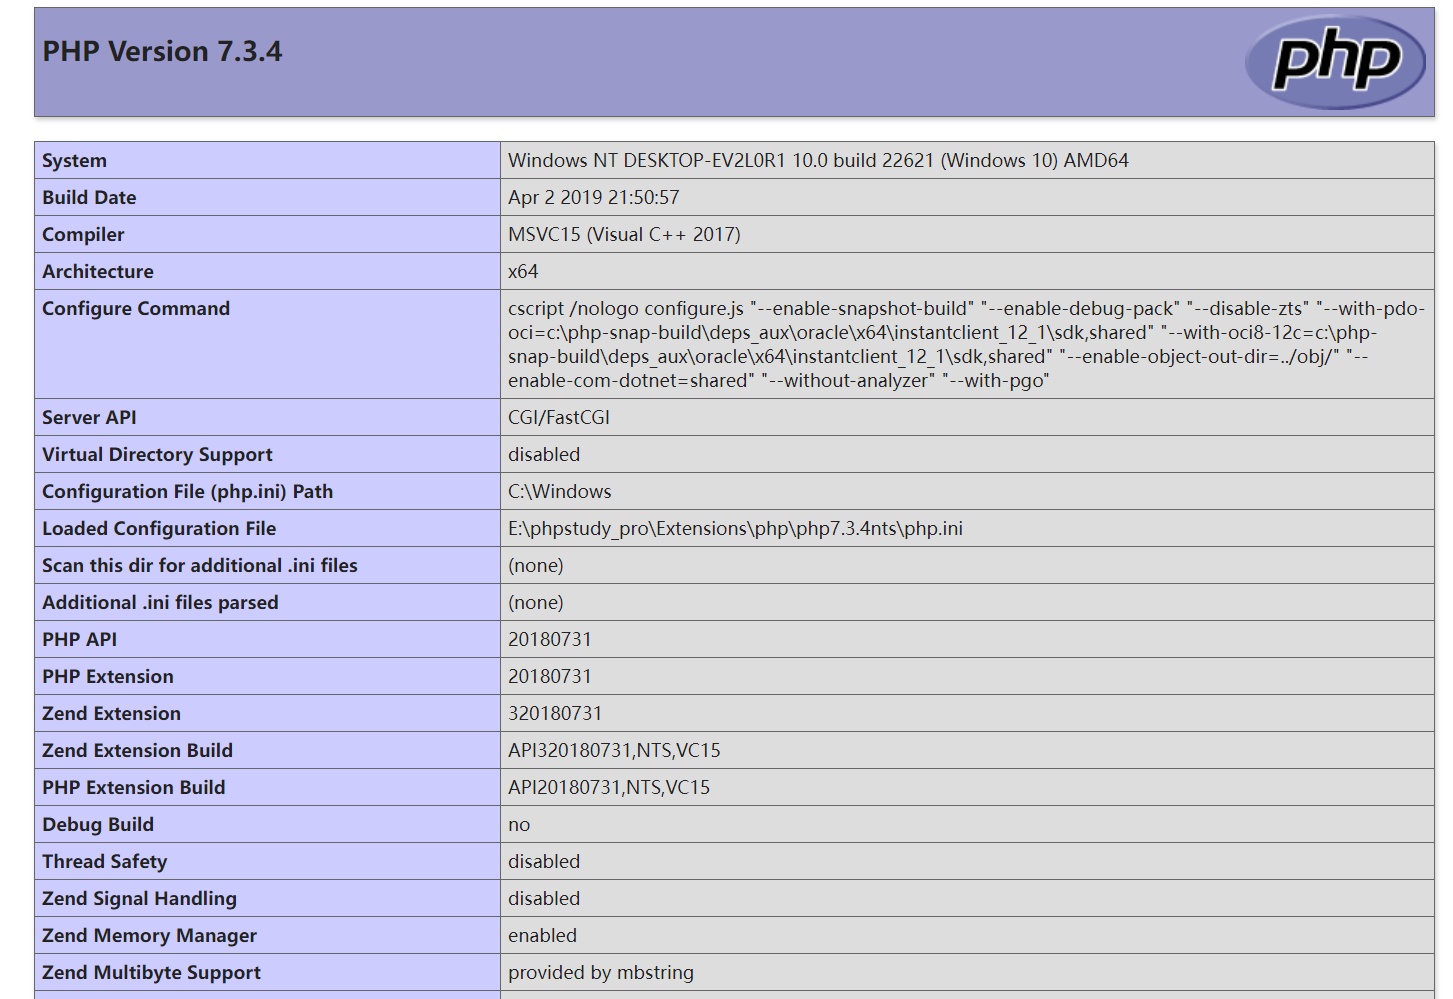 PHP Version 7.3.4
php
System Windows NT DESKTOP-EV2L0R1 10.0 build 22621 (Windows 10) AMD64
Build Date Apr 2 2019 21:50:57
Compiler MSVC15 (Visual C++ 2017)
Architecture x64
Configure Command cscript /nologo configure.js "--enable-snapshot-build" "--enable-debug-pack" "--disable-zts" "--with-pdo-
oci=c:\php-snap-build\deps_aux\oracle\x64\instantclient_12_1\sdk,shared" "--with-oci8-12c=c:\php-
snap-build\deps_aux\oracle\x64\instantclient_12_1\sdk,shared" "--enable-object-out-dir=../obj/" "--
enable-com-dotnet=shared" "--without-analyzer" "--with-pgo"
Server API CGI/FastCGI
Virtual Directory Support disabled
Configuration File (php.ini) Path C:\Windows
Loaded Configuration File E:\phpstudy_pro\Extensions\php\php7.3.4nts\php.ini
Scan this dir for additional .ini files (none)
Additional .ini files parsed (none)
PHP API 20180731
PHP Extension 20180731
Zend Extension 320180731
Zend Extension Build API320180731,NTS,VC15
PHP Extension Build API20180731,NTS,VC15
Debug Build no
Thread Safety disabled
Zend Signal Handling disabled
Zend Memory Manager enabled
Zend Multibyte Support provided by mbstring